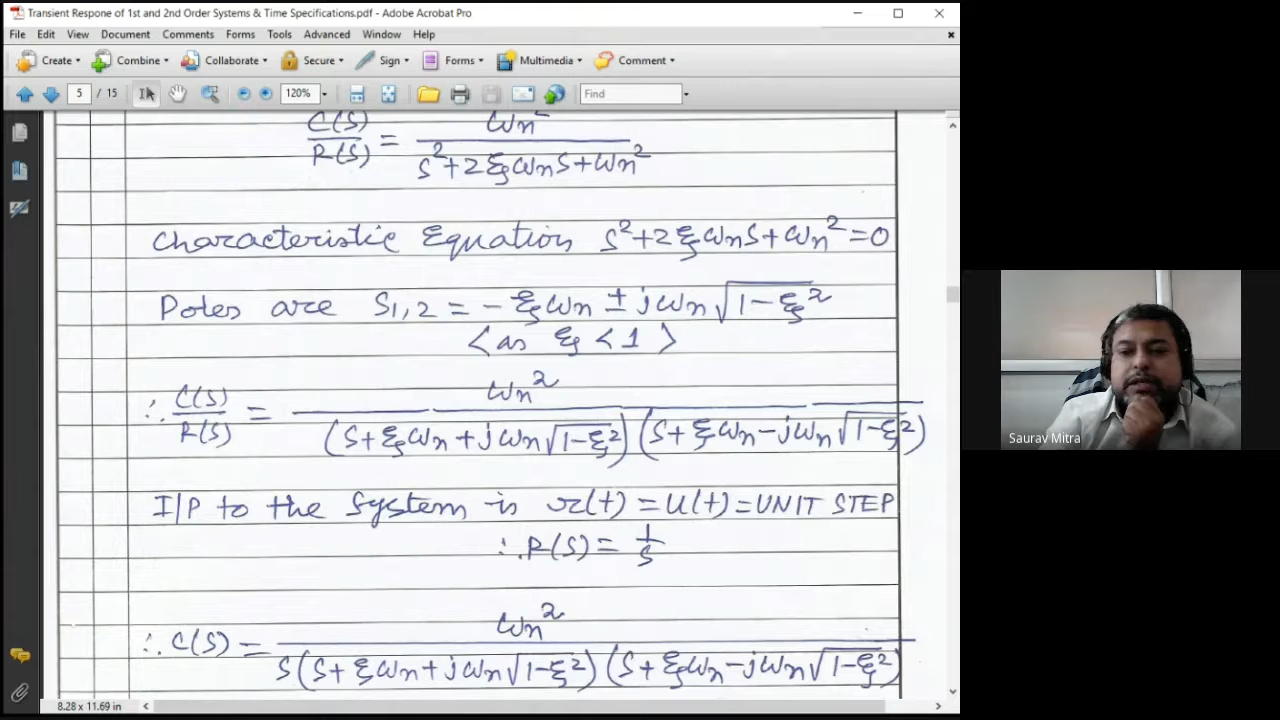 Transient Respone of 1st and 2nd Order Systems & Time Specifications.pdf - Adobe Acrobat Pro
File Edit View Document Comments Forms Tools Advanced Window Help
Create Combine Collaborate Secure Sign Forms Multimedia Comment
5 / 15 120% Find
C(S)/R(S) = ωn²/(S²+2ξωnS+ωn²)
Characteristic Equation S²+2ξωnS+ωn²=0
Poles are S1,2 = -ξωn ± jωn√(1-ξ²)
<as ξ < 1>
∴ C(S)/R(S) = ωn²/((S+ξωn+jωn√(1-ξ²))(S+ξωn-jωn√(1-ξ²)))
I/P to the System is r(t) = U(t) = UNIT STEP
∴ R(S) = 1/S
∴ C(S) = ωn²/(S(S+ξωn+jωn√(1-ξ²))(S+ξωn-jωn√(1-ξ²)))
8.28 x 11.69 in
Saurav Mitra